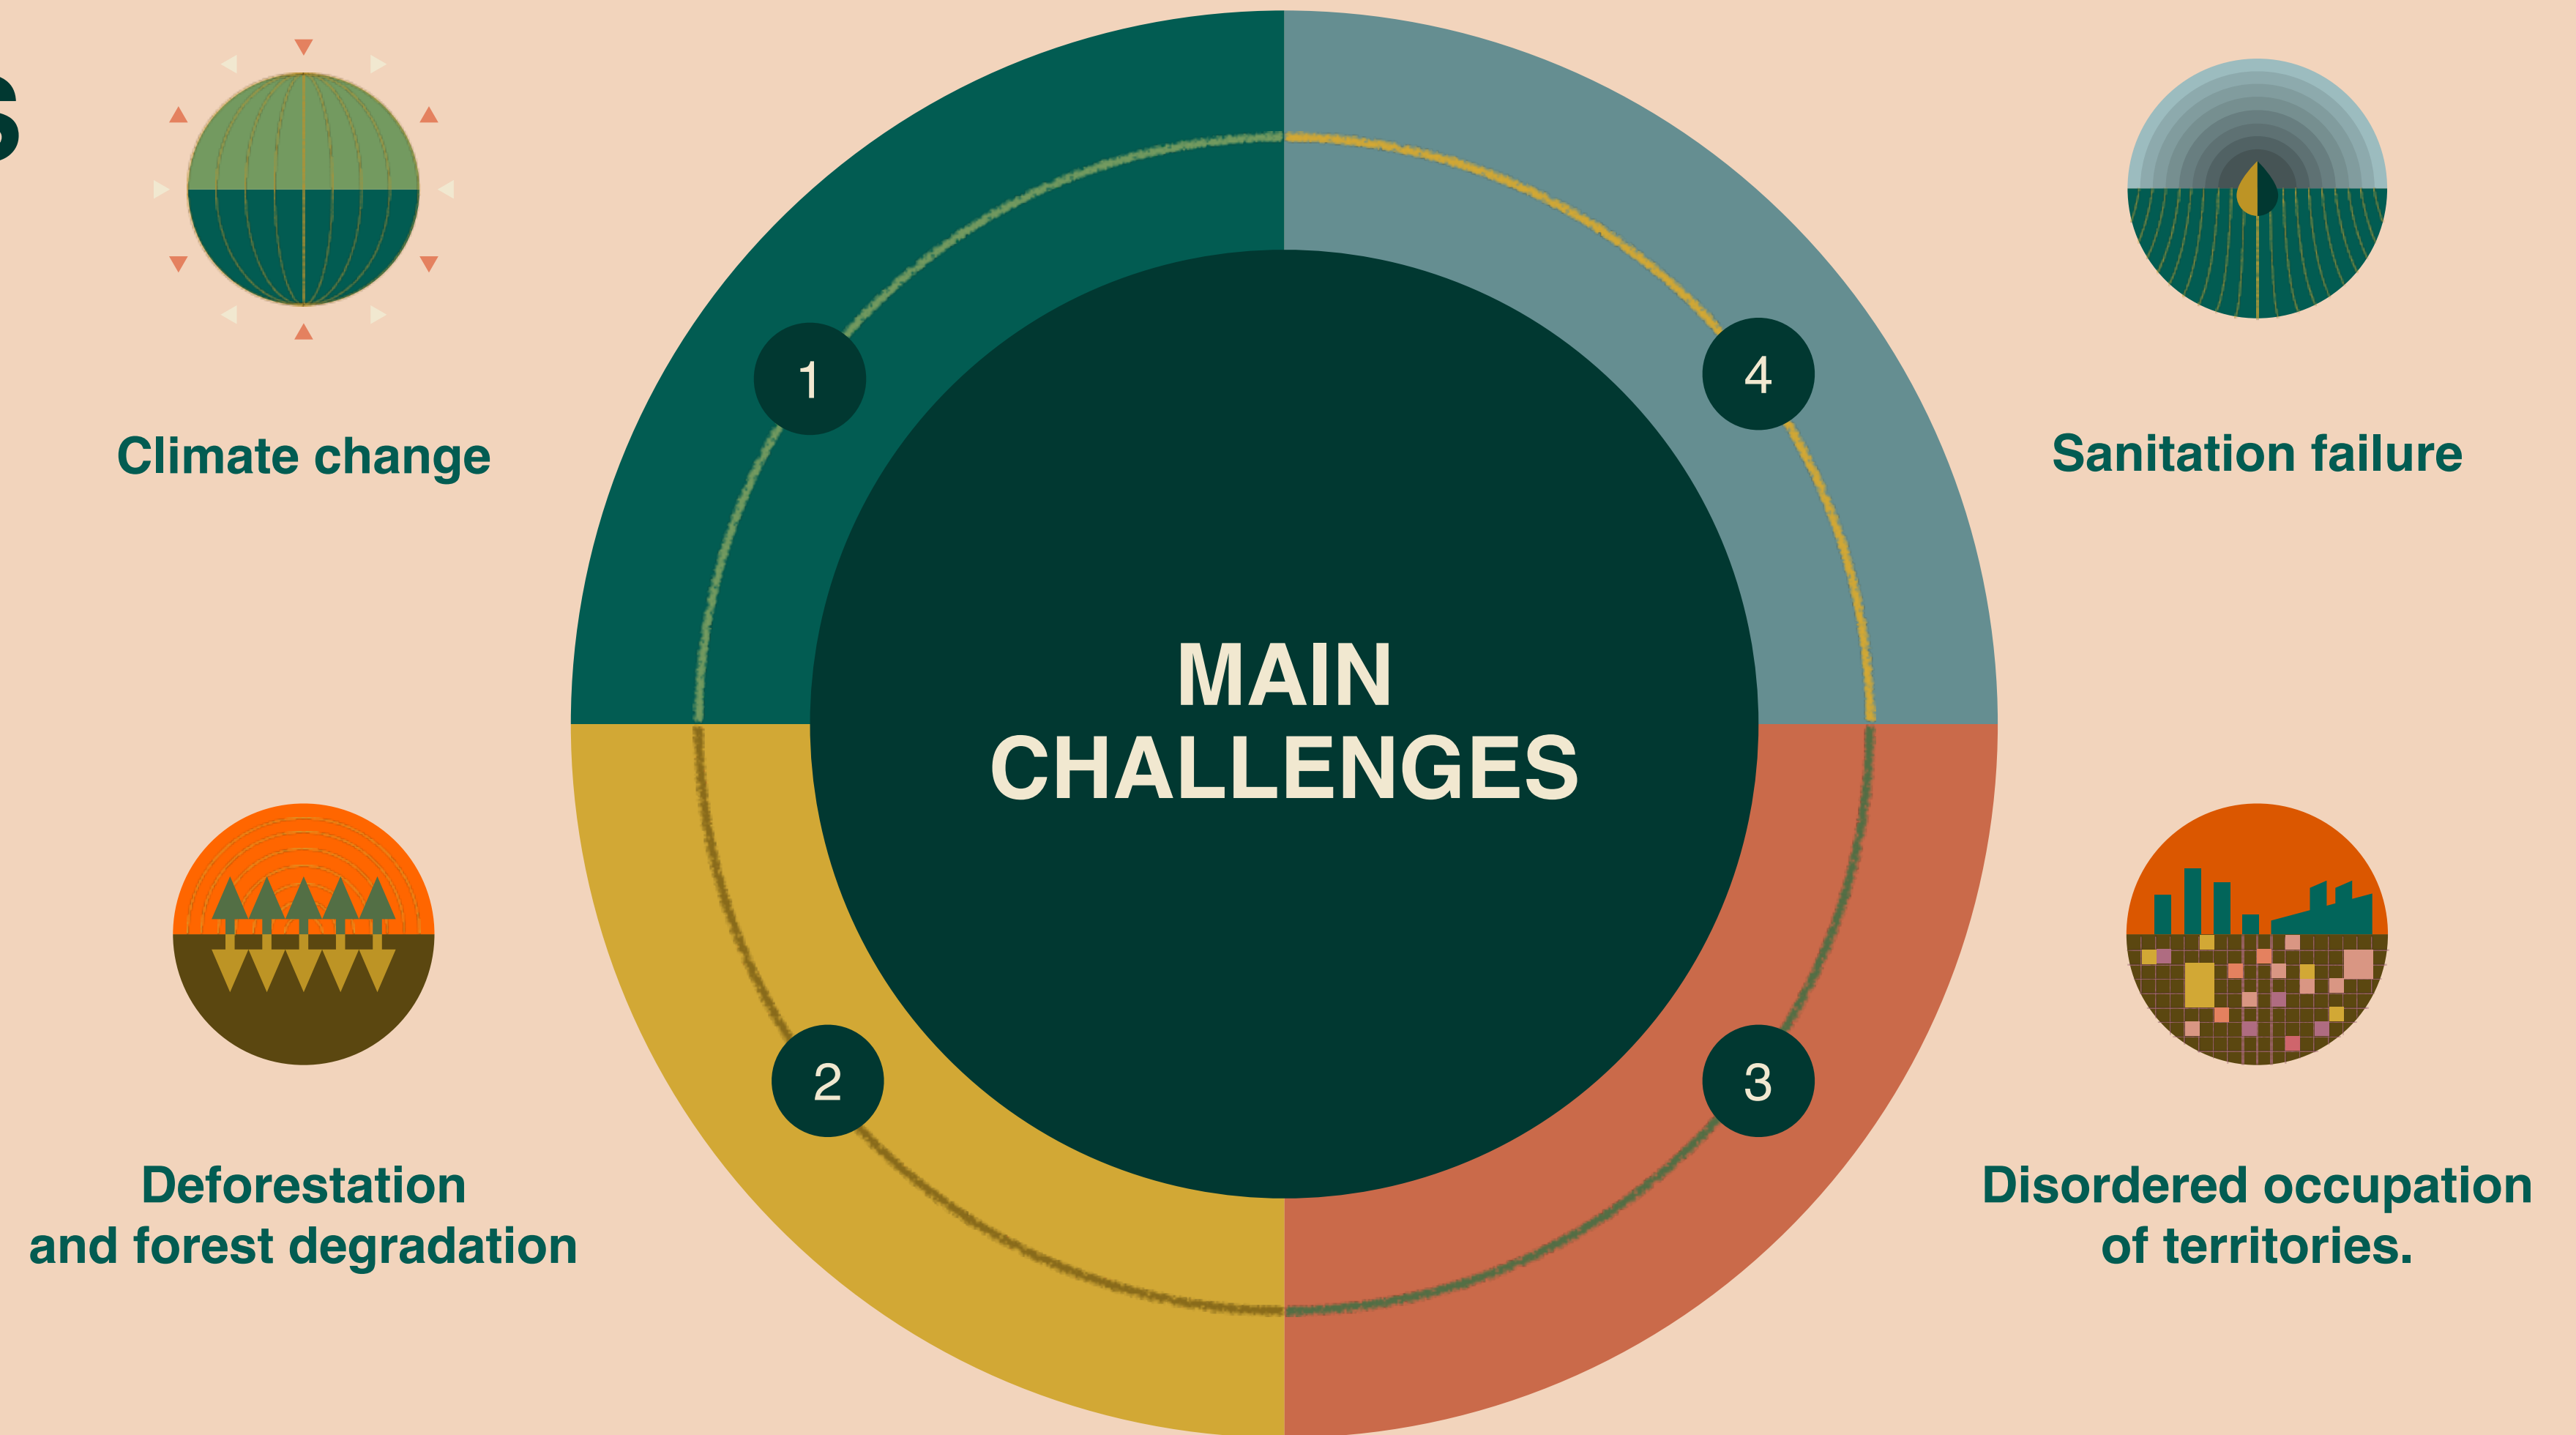 1
Climate change
4
Sanitation failure
MAIN
CHALLENGES
2
Deforestation
and forest degradation
3
Disordered occupation
of territories.